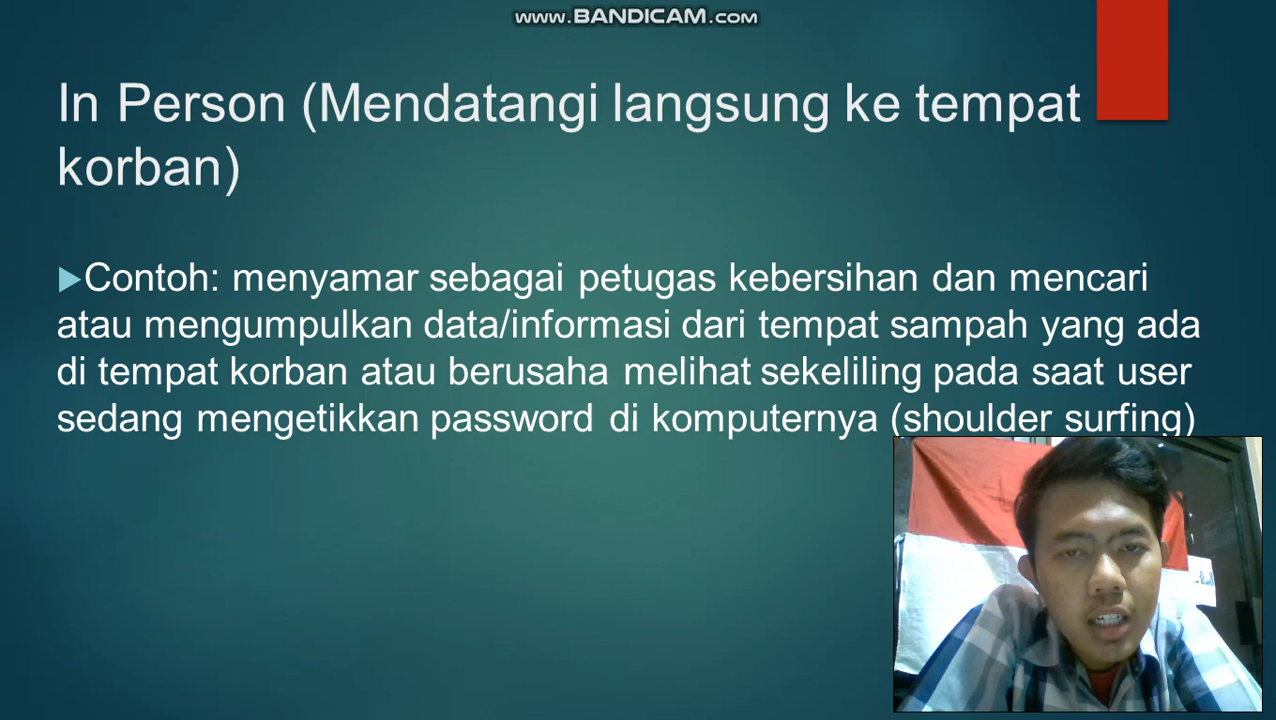 www.BANDICAM.com
In Person (Mendatangi langsung ke tempat
korban)
Contoh: menyamar sebagai petugas kebersihan dan mencari
atau mengumpulkan data/informasi dari tempat sampah yang ada
di tempat korban atau berusaha melihat sekeliling pada saat user
sedang mengetikkan password di komputernya (shoulder surfing)